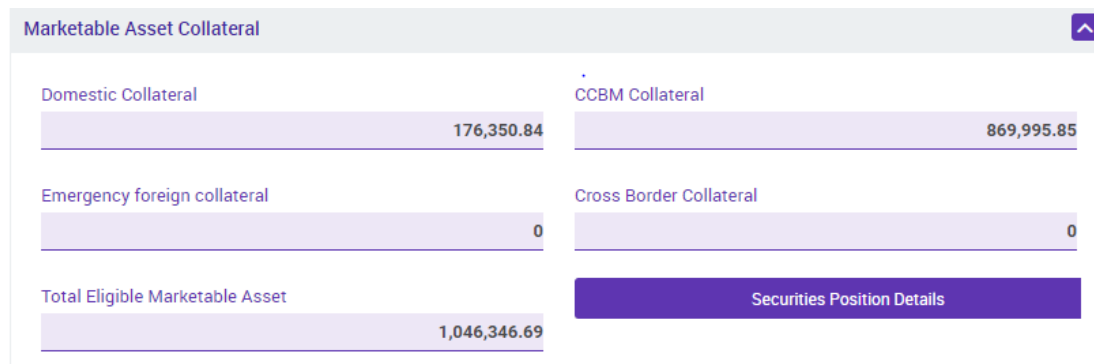 Marketable Asset Collateral
Domestic Collateral
176,350.84
CCBM Collateral
869,995.85
Emergency foreign collateral
0
Cross Border Collateral
0
Total Eligible Marketable Asset
1,046,346.69
Securities Position Details